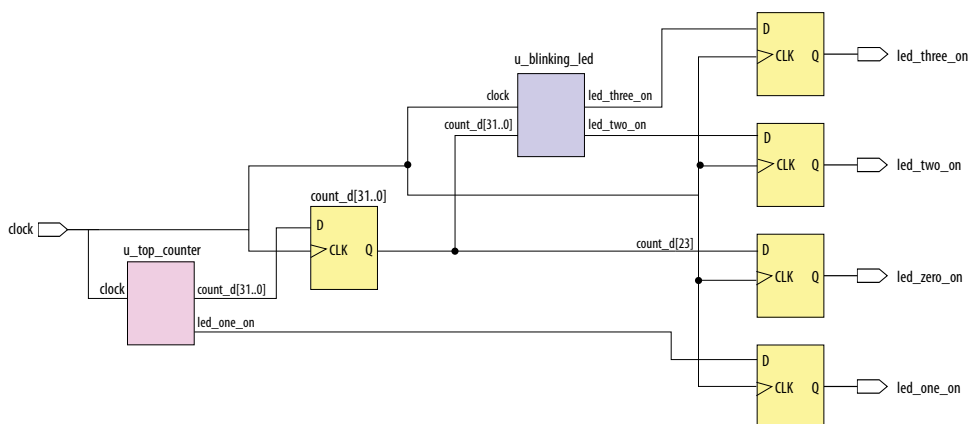 D
CLK
Q
led_three_on
u_blinking_led
clock
count_d[31..0]
led_three_on
led_two_on
D
CLK
Q
led_two_on
clock
count_d[31..0]
D
CLK
Q
u_top_counter
clock
count_d[31..0]
led_one_on
count_d[23]
D
CLK
Q
led_zero_on
D
CLK
Q
led_one_on